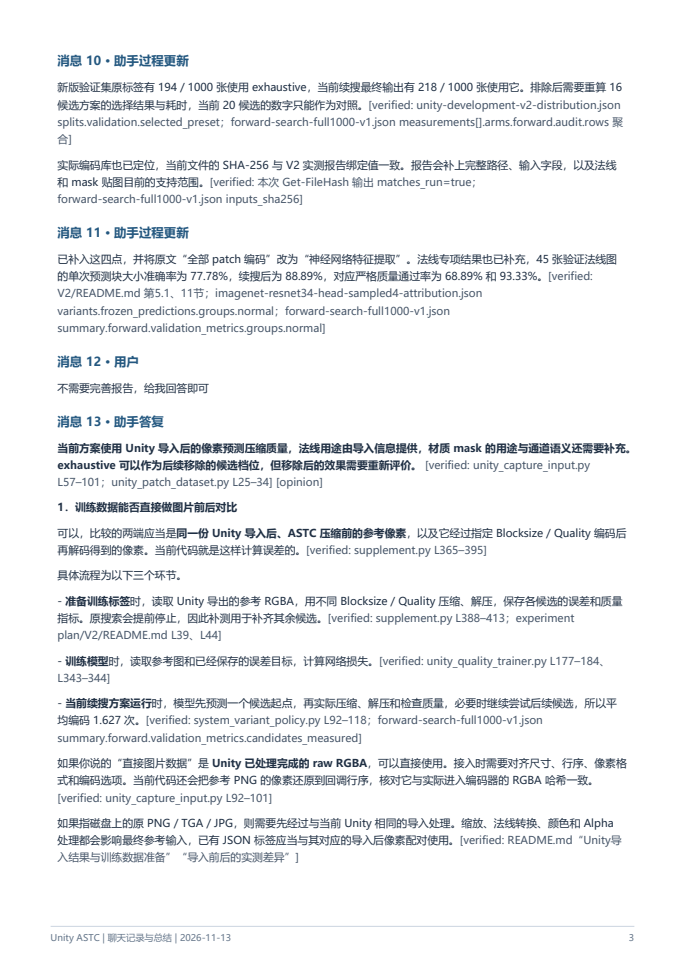 消息 10 • 助手过程更新
新版验证集原标签有 194 / 1000 张使用 exhaustive，当前续搜最终输出有 218 / 1000 张使用它。排除后需要重算 16
候选方案的选择结果与耗时，当前 20 候选的数字只能作为对照。[verified: unity-development-v2-distribution.json
splits.validation.selected_preset；forward-search-full1000-v1.json measurements[].arms.forward.audit.rows 聚
合]
实际编码库也已定位，当前文件的 SHA-256 与 V2 实测报告绑定值一致。报告会补上完整路径、输入字段，以及法线
和 mask 贴图目前的支持范围。[verified: 本次 Get-FileHash 输出 matches_run=true；
forward-search-full1000-v1.json inputs_sha256]
消息 11 • 助手过程更新
已补入这四点，并将原文“全部 patch 编码”改为“神经网络特征提取”。法线专项结果也已补充，45 张验证法线图
的单次预测块大小准确率为 77.78%，续搜后为 88.89%，对应严格质量通过率为 68.89% 和 93.33%。[verified:
V2/README.md 第5.1、11节；imagenet-resnet34-head-sampled4-attribution.json
variants.frozen_predictions.groups.normal；forward-search-full1000-v1.json
summary.forward.validation_metrics.groups.normal]
消息 12 • 用户
不需要完善报告，给我回答即可
消息 13 • 助手答复
当前方案使用 Unity 导入后的像素预测压缩质量，法线用途由导入信息提供，材质 mask 的用途与通道语义还需要补充。
exhaustive 可以作为后续移除的候选档位，但移除后的效果需要重新评价。 [verified: unity_capture_input.py
L57–101；unity_patch_dataset.py L25–34] [opinion]
1．训练数据能否直接做图片前后对比
可以，比较的两端应当是同一份 Unity 导入后、ASTC 压缩前的参考像素，以及它经过指定 Blocksize / Quality 编码后
再解码得到的像素。当前代码就是这样计算误差的。[verified: supplement.py L365–395]
具体流程为以下三个环节。
- 准备训练标签时，读取 Unity 导出的参考 RGBA，用不同 Blocksize / Quality 压缩、解压，保存各候选的误差和质量
指标。原搜索会提前停止，因此补测用于补齐其余候选。[verified: supplement.py L388–413；experiment
plan/V2/README.md L39、L44]
- 训练模型时，读取参考图和已经保存的误差目标，计算网络损失。[verified: unity_quality_trainer.py L177–184、
L343–344]
- 当前续搜方案运行时，模型先预测一个候选起点，再实际压缩、解压和检查质量，必要时继续尝试后续候选，所以平
均编码 1.627 次。[verified: system_variant_policy.py L92–118；forward-search-full1000-v1.json
summary.forward.validation_metrics.candidates_measured]
如果你说的“直接图片数据”是 Unity 已处理完成的 raw RGBA，可以直接使用。接入时需要对齐尺寸、行序、像素格
式和编码选项。当前代码还会把参考 PNG 的像素还原到回调行序，核对它与实际进入编码器的 RGBA 哈希一致。
[verified: unity_capture_input.py L92–101]
如果指磁盘上的原 PNG / TGA / JPG，则需要先经过与当前 Unity 相同的导入处理。缩放、法线转换、颜色和 Alpha
处理都会影响最终参考输入，已有 JSON 标签应当与其对应的导入后像素配对使用。[verified: README.md“Unity导
入结果与训练数据准备”“导入前后的实测差异”]
Unity ASTC | 聊天记录与总结 | 2026-11-13
3